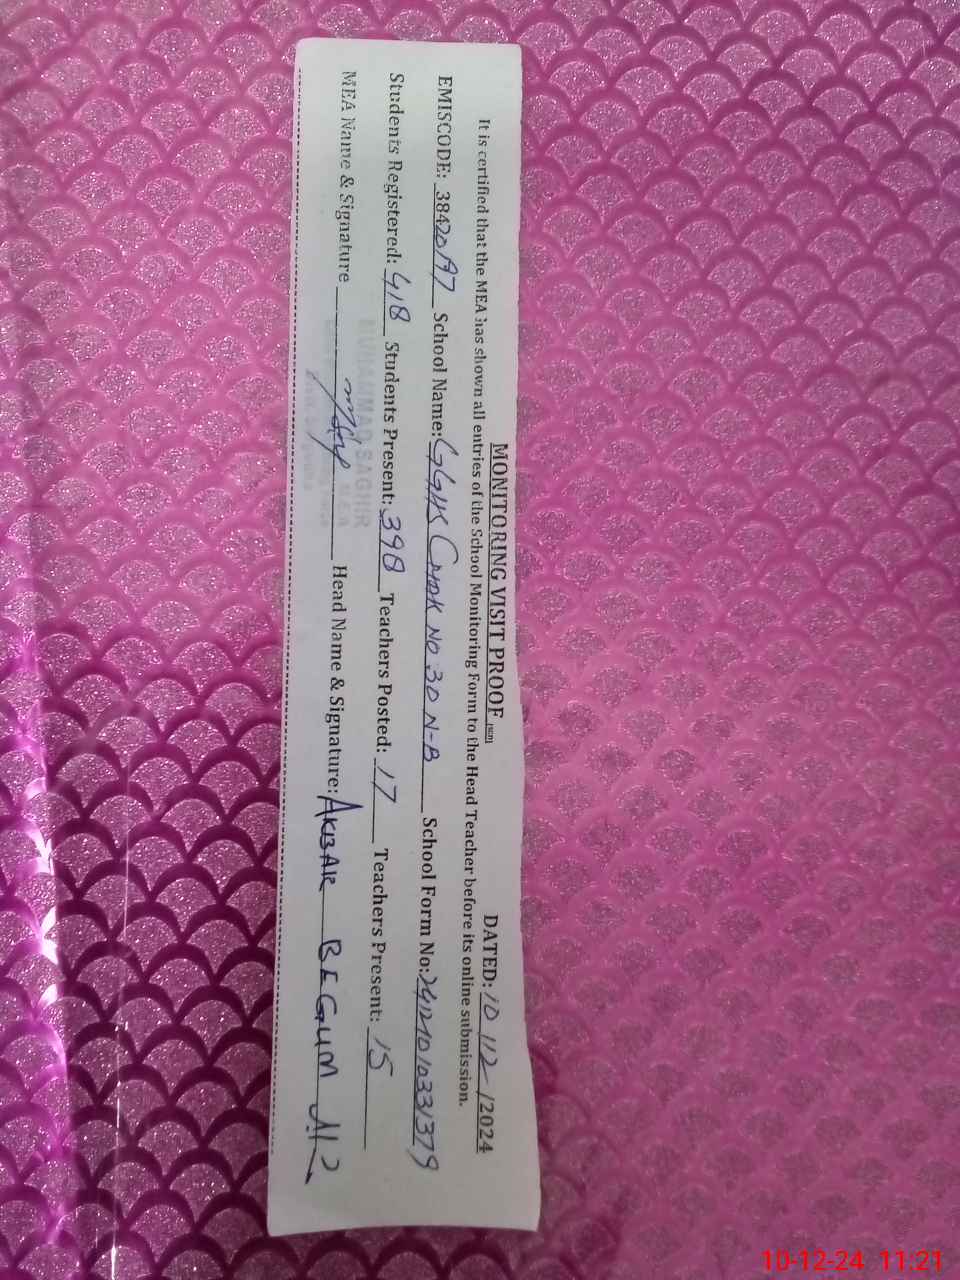 MONITORING VISIT PROOF DATED: 10/12/2024
It is certified that the MEA has shown all entries of the School Monitoring Form to the Head Teacher before its online submission.
EMISCODE: 38420197 School Name: GGHS CHAK NO 30 N-B School Form No: 24121010331379
Students Registered: 418 Students Present: 398 Teachers Posted: 17 Teachers Present: 15
MEA Name & Signature Head Name & Signature: AKBAR BEGUM
MUHAMMAD SAGHIR
M.E.A
10-12-24 11:21